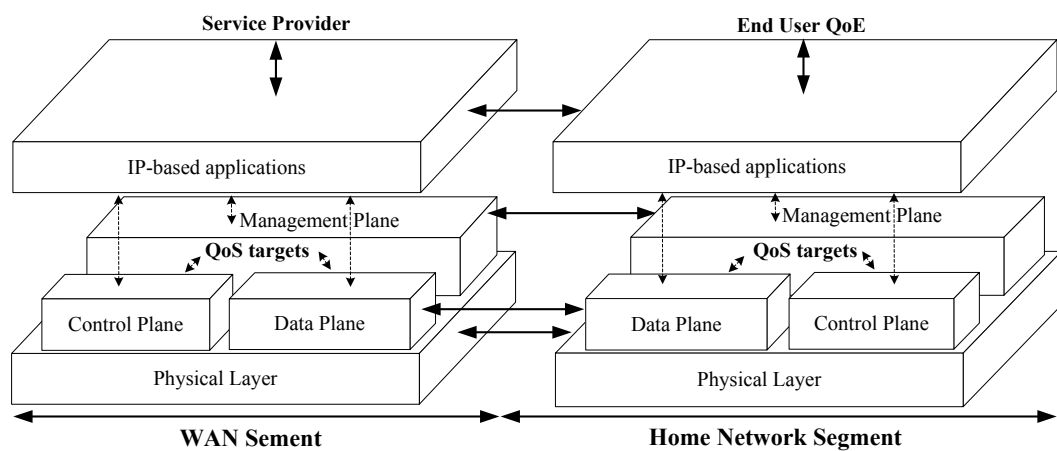 Service Provider
End User QoE
IP-based applications
IP-based applications
Management Plane
Management Plane
QoS targets
QoS targets
Control Plane
Data Plane
Data Plane
Control Plane
Physical Layer
Physical Layer
WAN Sement
Home Network Segment